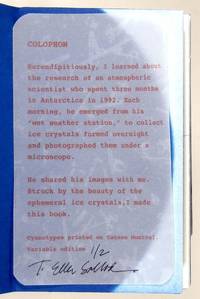 COLOPHON
Serendipitiously, I learned about
the research of an atmospheric
scientist who spent three months
in Antarctica in 1992. Each
morning, he emerged from his
"wet weather station," to collect
ice crystals formed overnight
and photographed them under a
microscope.
He shared his images with me.
Struck by the beauty of the
ephemeral ice crystals, I made
this book.
Cyanotypes printed on
Variable edition 1/2